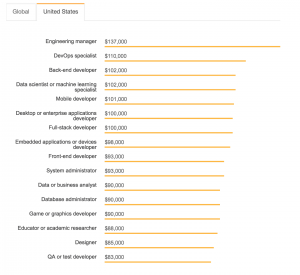 Global United States
Engineering manager $137,000
DevOps specialist $110,000
Back-end developer $102,000
Data scientist or machine learning $102,000
specialist
Mobile developer $101,000
Desktop or enterprise applications $100,000
developer
Full-stack developer $100,000
Embedded applications or devices $98,000
developer
Front-end developer $93,000
System administrator $93,000
Data or business analyst $90,000
Database administrator $90,000
Game or graphics developer $90,000
Educator or academic researcher $88,000
Designer $85,000
QA or test developer $83,000